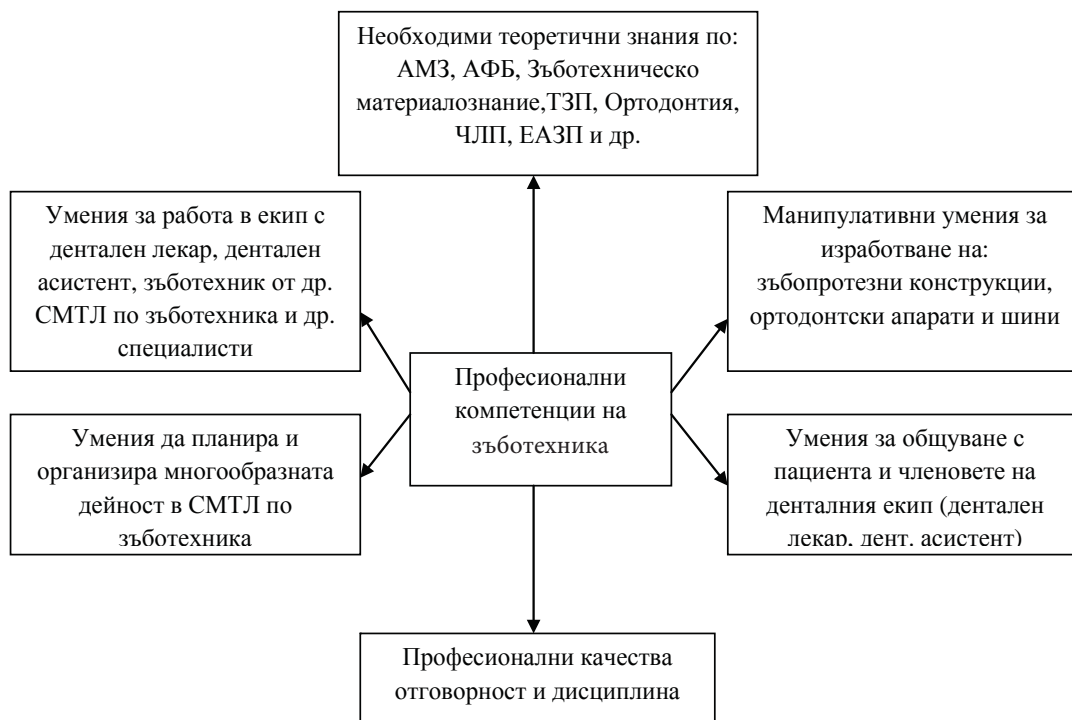 Необходими теоретични знания по:
АМЗ, АФБ, Зъботехническо
материалознание,ТЗП, Ортодонтия,
ЧЛП, ЕАЗП и др.
Умения за работа в екип с
дентален лекар, дентален
асистент, зъботехник от др.
СМТЛ по зъботехника и др.
специалисти
Манипулативни умения за
изработване на:
зъбопротезни конструкции,
ортодонтски апарати и шини
Професионални
компетенции на
зъботехника
Умения да планира и
организира многообразната
дейност в СМТЛ по
зъботехника
Умения за общуване с
пациента и членовете на
денталния екип (дентален
лекар, дент. асистент)
Професионални качества
отговорност и дисциплина